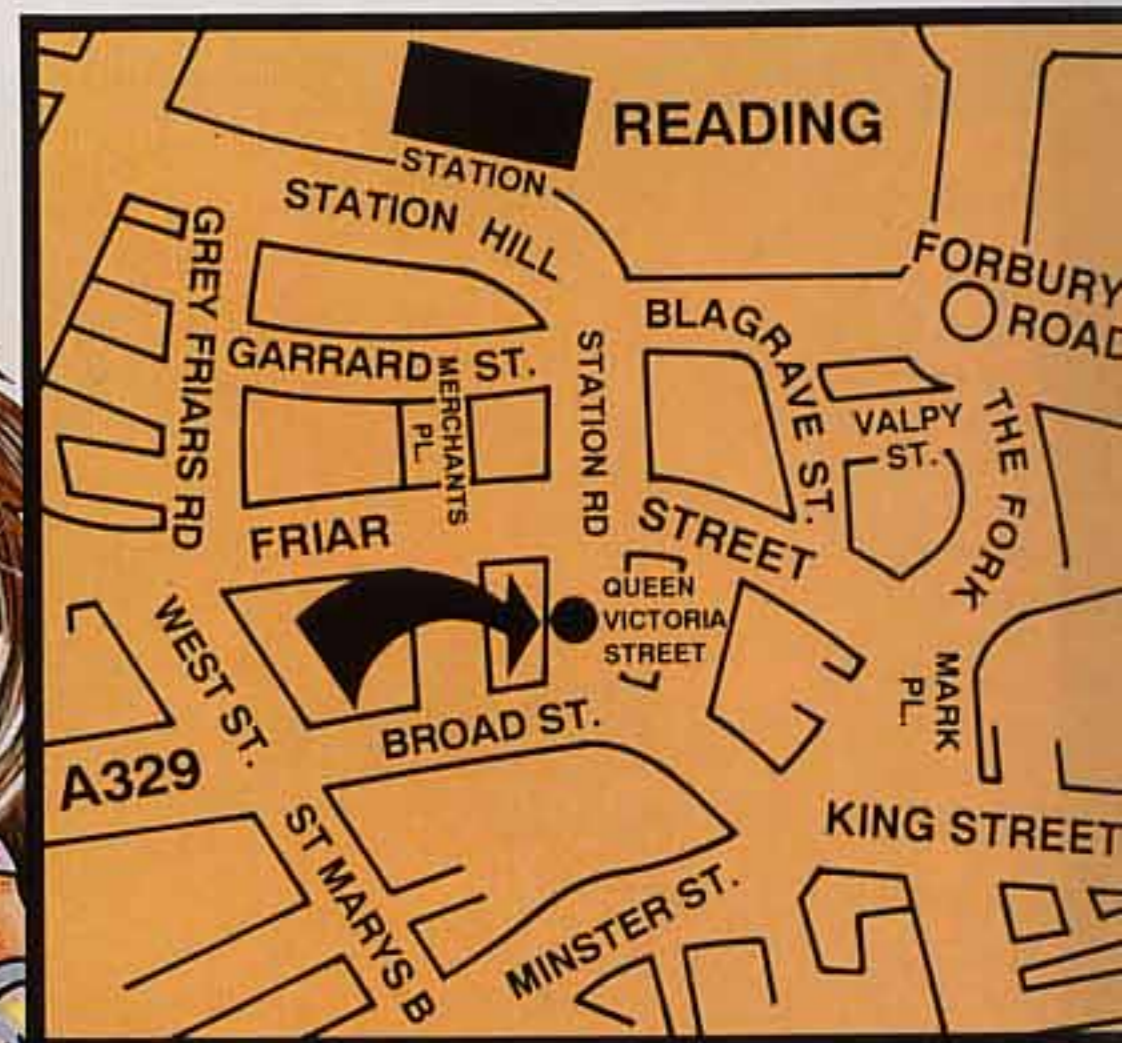 READING
STATION
STATION HILL
FORBURY
ROAD
GREY FRIARS RD
BLAGRAVE ST.
GARRARD ST.
MERCHANTS
PL.
STATION RD
VALPY
ST.
THE FORK
FRIAR STREET
QUEEN
VICTORIA
STREET
WEST ST.
MARK
PL.
BROAD ST.
A329
KING STREET
ST MARYS B
MINSTER ST.